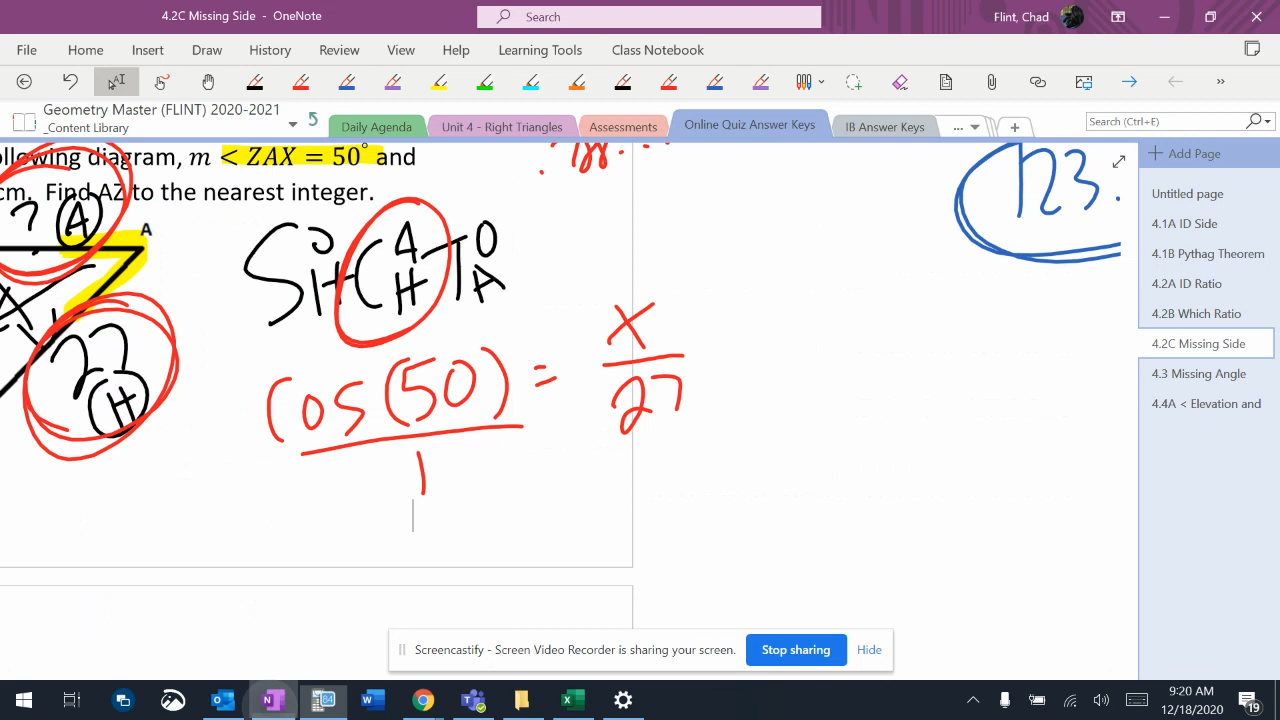 4.2C Missing Side - OneNote
Search
Flint, Chad
File Home Insert Draw History Review View Help Learning Tools Class Notebook
Geometry Master (FLINT) 2020-2021
_Content Library
Daily Agenda
Unit 4 - Right Triangles
Assessments
Online Quiz Answer Keys
IB Answer Keys
...
+
Search (Ctrl+E)
ollowing diagram, m < ZAX = 50° and
cm. Find AZ to the nearest integer.
? A
A
O A O
S H C H T A
27
H
cos(50) = x
27
1
123.
Add Page
Untitled page
4.1A ID Side
4.1B Pythag Theorem
4.2A ID Ratio
4.2B Which Ratio
4.2C Missing Side
4.3 Missing Angle
4.4A < Elevation and
Screencastify - Screen Video Recorder is sharing your screen.
Stop sharing
Hide
9:20 AM
12/18/2020
19